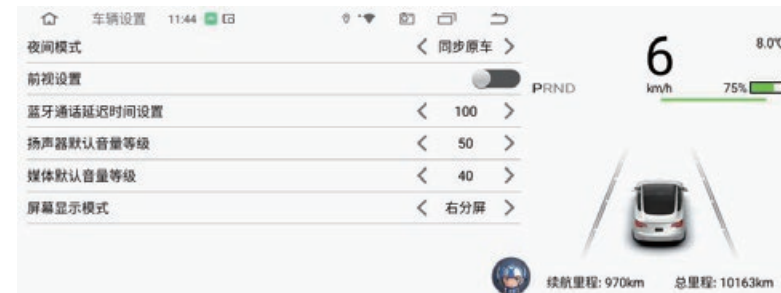 车辆设置 11:44
夜间模式 同步原车
前视设置
蓝牙通话延迟时间设置 100
扬声器默认音量等级 50
媒体默认音量等级 40
屏幕显示模式 右分屏
6 8.0℃
PRND km/h 75%
续航里程: 970km 总里程: 10163km